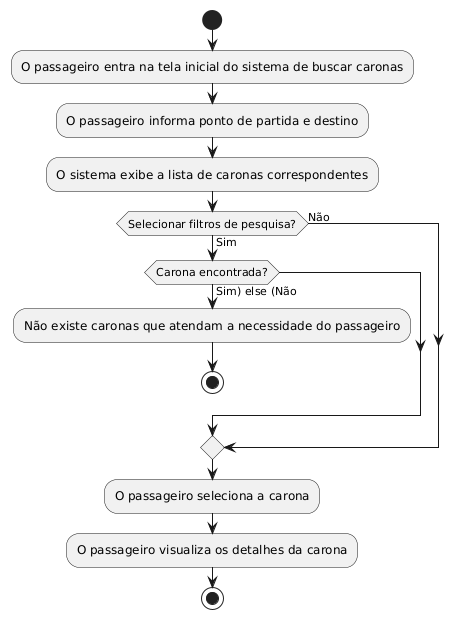 O passageiro entra na tela inicial do sistema de buscar caronas
O passageiro informa ponto de partida e destino
O sistema exibe a lista de caronas correspondentes
Selecionar filtros de pesquisa?
Não
Sim
Carona encontrada?
Sim) else (Não
Não existe caronas que atendam a necessidade do passageiro
O passageiro seleciona a carona
O passageiro visualiza os detalhes da carona